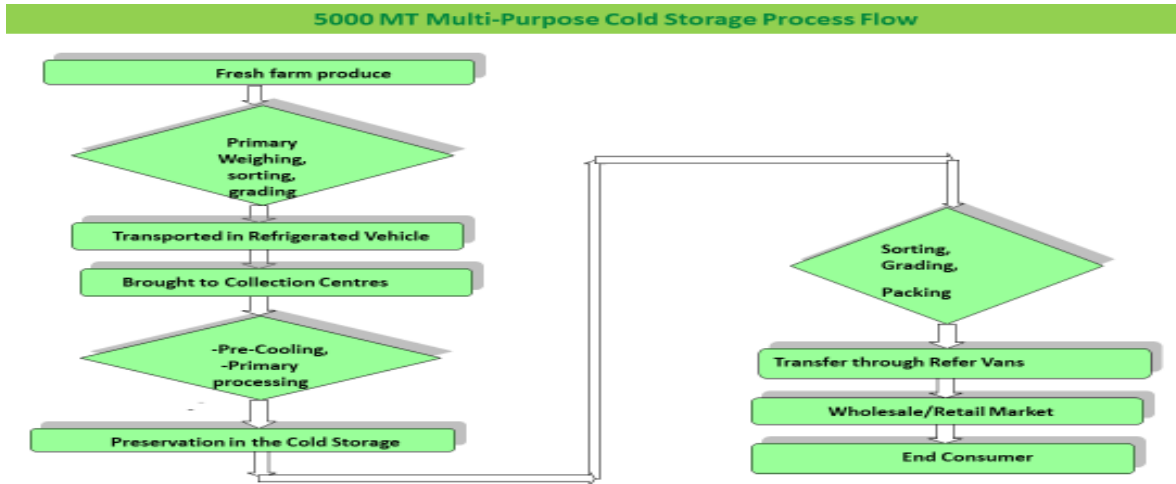 5000 MT Multi-Purpose Cold Storage Process Flow
Fresh farm produce
Primary
Weighing,
sorting,
grading
Transported in Refrigerated Vehicle
Brought to Collection Centres
-Pre-Cooling,
-Primary
processing
Preservation in the Cold Storage
Sorting,
Grading,
Packing
Transfer through Refer Vans
Wholesale/Retail Market
End Consumer